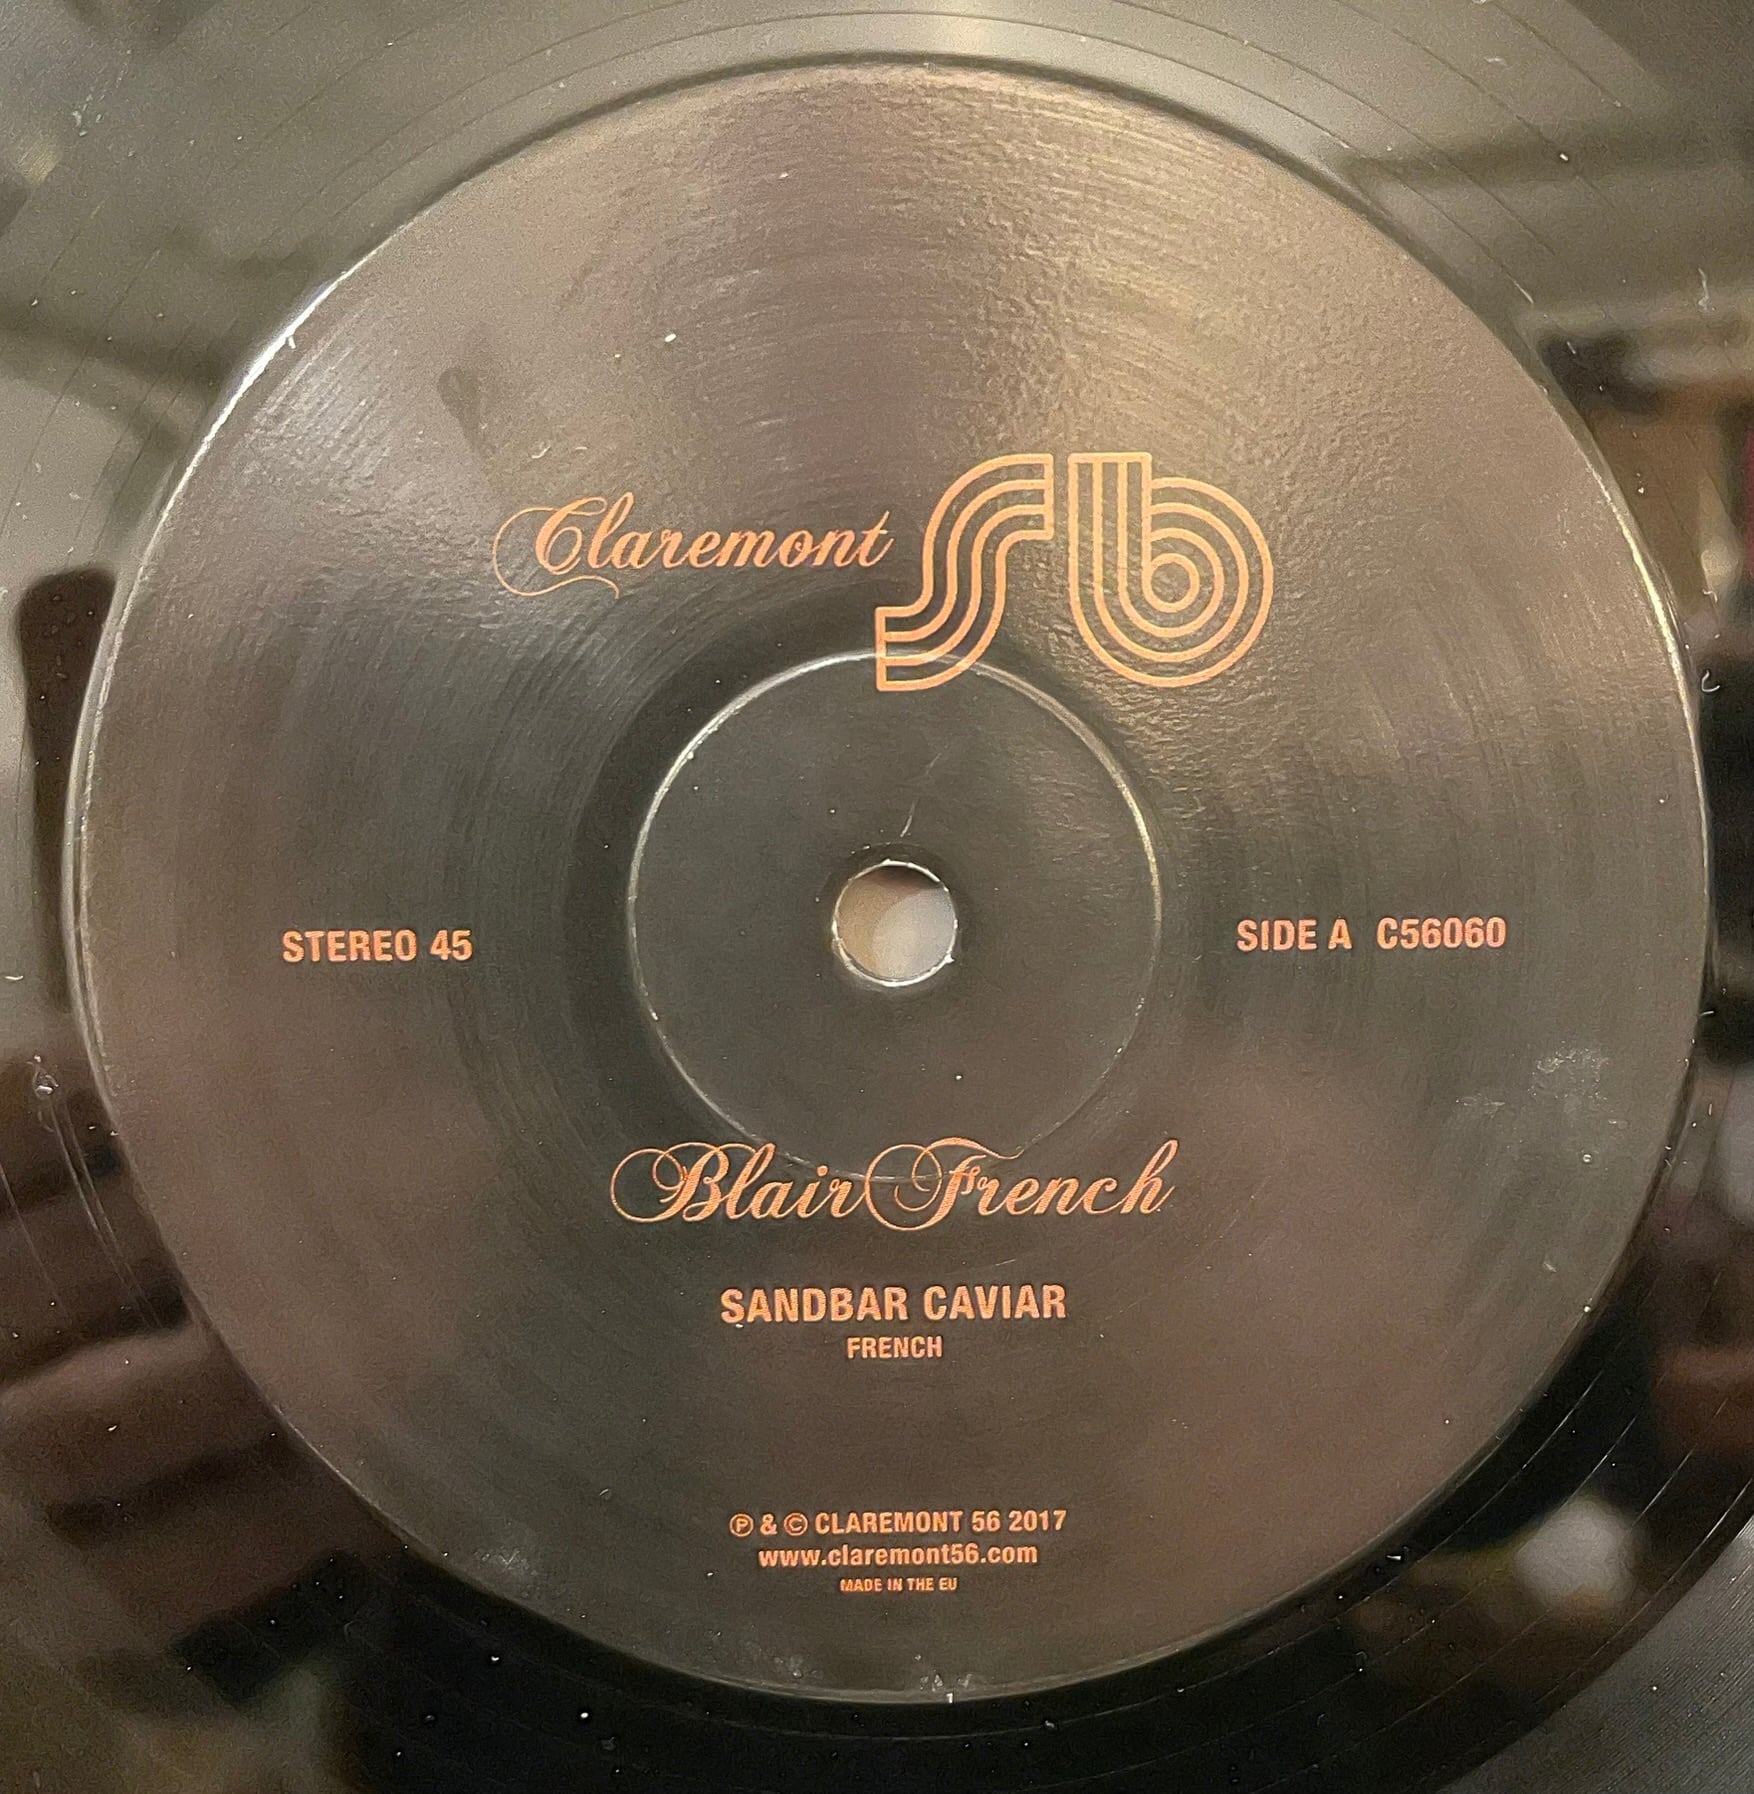 Claremont 56
STEREO 45
SIDE A C56060
Blair French
SANDBAR CAVIAR
FRENCH
℗ & © CLAREMONT 56 2017
www.claremont56.com
MADE IN THE EU